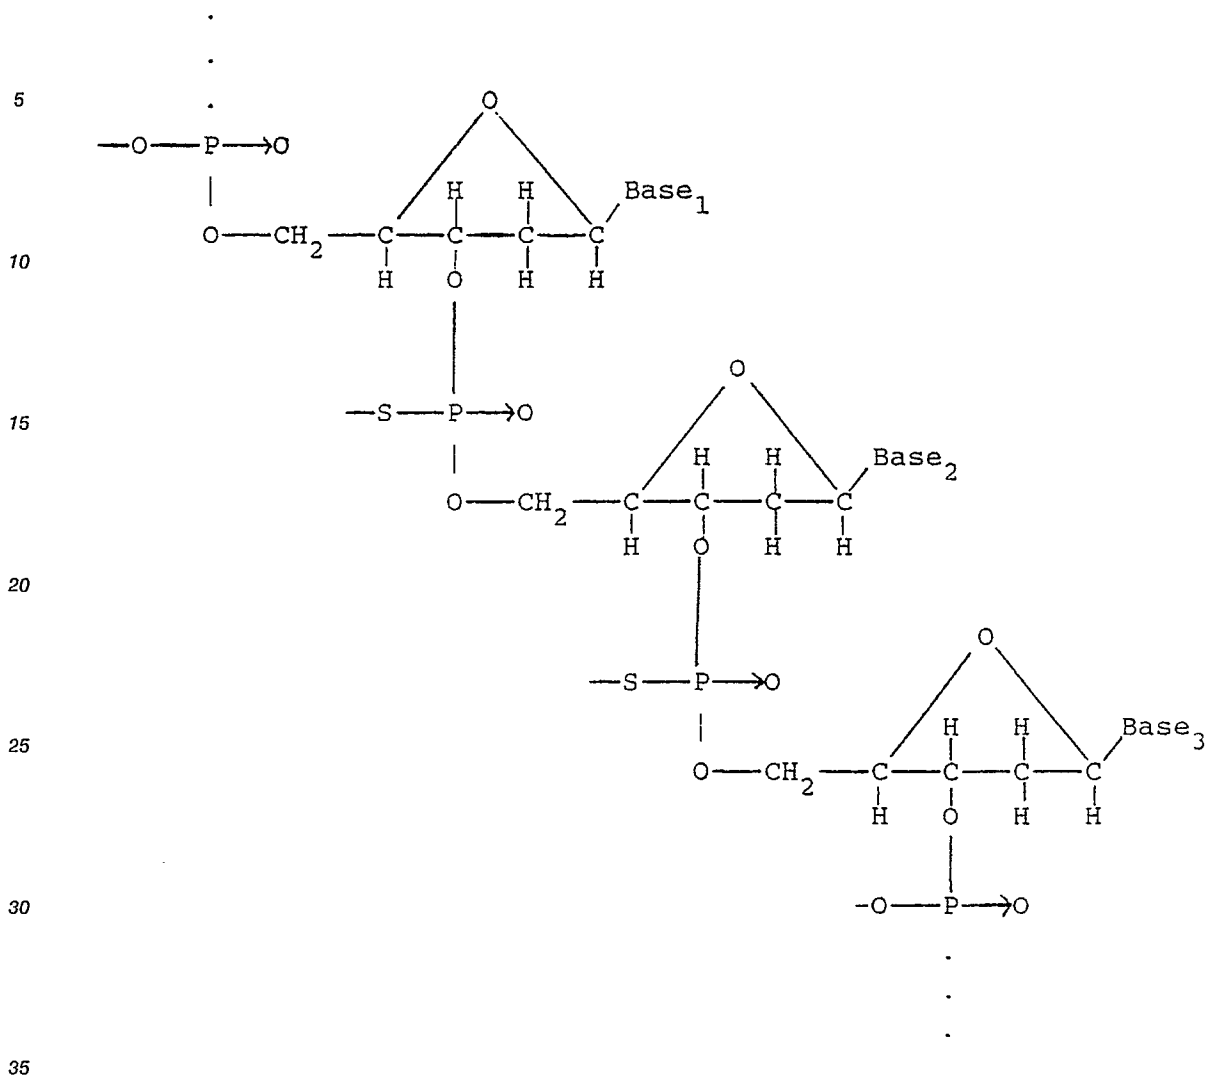 5
O
O P O
H H Base1
O CH2 C C C C
10
H O H H
O
15
S P O
H H Base2
O CH2 C C C C
H O H H
20
O
S P O
25
H H Base3
O CH2 C C C C
H O H H
30
O P O
35